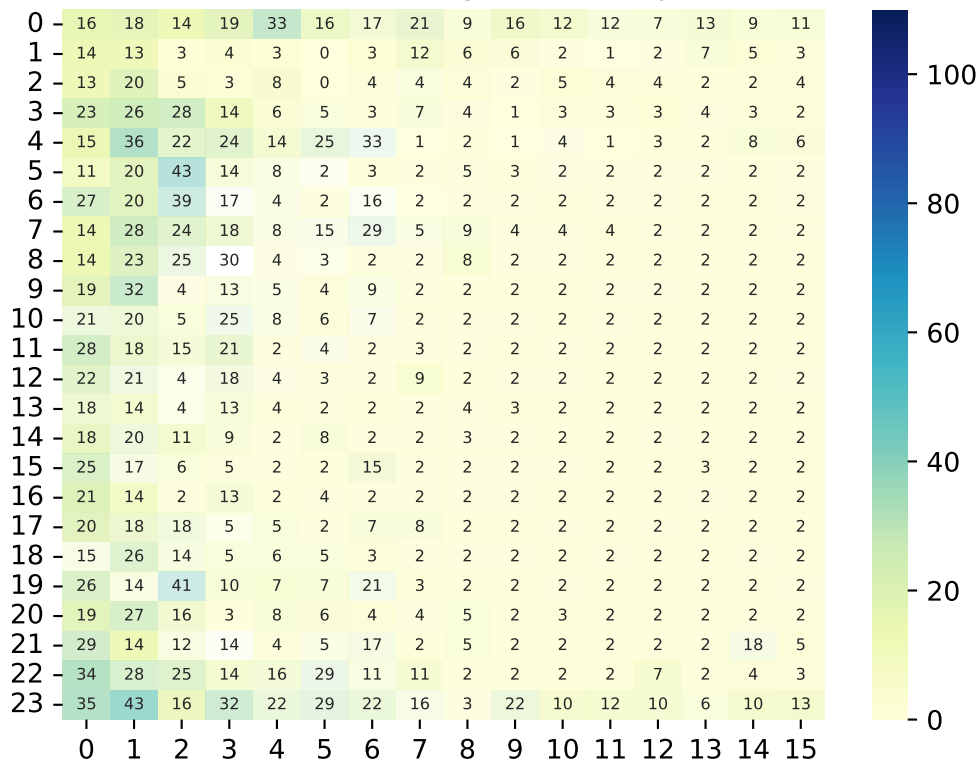 0 16 18 14 19 33 16 17 21 9 16 12 12 7 13 9 11
1 14 13 3 4 3 0 3 12 6 6 2 1 2 7 5 3
2 13 20 5 3 8 0 4 4 4 2 5 4 4 2 2 4
3 23 26 28 14 6 5 3 7 4 1 3 3 3 4 3 2
4 15 36 22 24 14 25 33 1 2 1 4 1 3 2 8 6
5 11 20 43 14 8 2 3 2 5 3 2 2 2 2 2 2
6 27 20 39 17 4 2 16 2 2 2 2 2 2 2 2 2
7 14 28 24 18 8 15 29 5 9 4 4 4 2 2 2 2
8 14 23 25 30 4 3 2 2 8 2 2 2 2 2 2 2
9 19 32 4 13 5 4 9 2 2 2 2 2 2 2 2 2
10 21 20 5 25 8 6 7 2 2 2 2 2 2 2 2 2
11 28 18 15 21 2 4 2 3 2 2 2 2 2 2 2 2
12 22 21 4 18 4 3 2 9 2 2 2 2 2 2 2 2
13 18 14 4 13 4 2 2 2 4 3 2 2 2 2 2 2
14 18 20 11 9 2 8 2 2 3 2 2 2 2 2 2 2
15 25 17 6 5 2 2 15 2 2 2 2 2 2 3 2 2
16 21 14 2 13 2 4 2 2 2 2 2 2 2 2 2 2
17 20 18 18 5 5 2 7 8 2 2 2 2 2 2 2 2
18 15 26 14 5 6 5 3 2 2 2 2 2 2 2 2 2
19 26 14 41 10 7 7 21 3 2 2 2 2 2 2 2 2
20 19 27 16 3 8 6 4 4 5 2 3 2 2 2 2 2
21 29 14 12 14 4 5 17 2 5 2 2 2 2 2 18 5
22 34 28 25 14 16 29 11 11 2 2 2 2 7 2 4 3
23 35 43 16 32 22 29 22 16 3 22 10 12 10 6 10 13
0 1 2 3 4 5 6 7 8 9 10 11 12 13 14 15
100
80
60
40
20
0